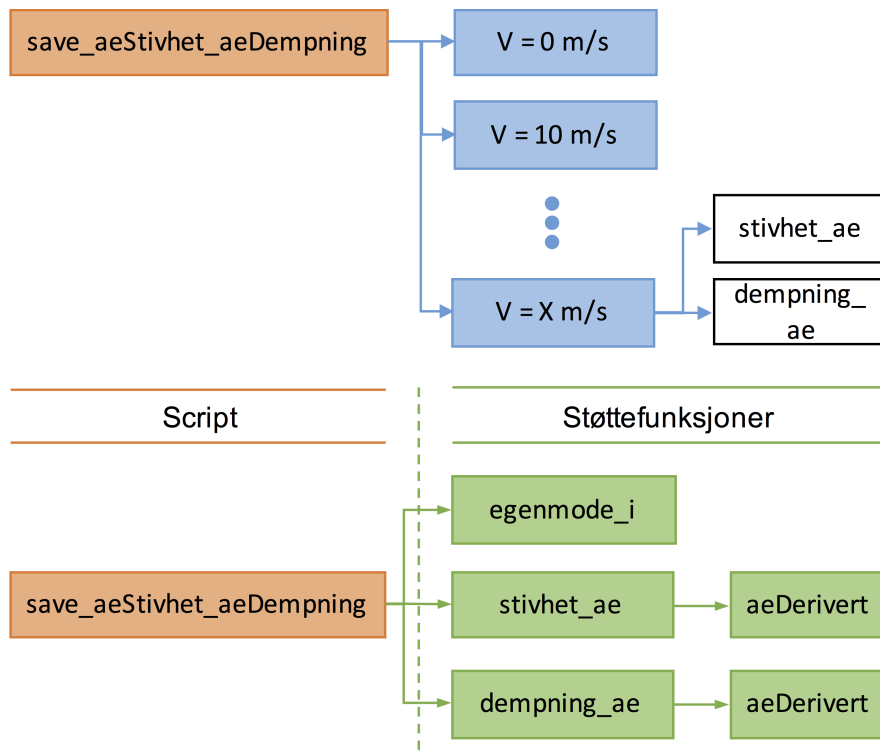 save_aeStivhet_aeDempning
V = 0 m/s
V = 10 m/s
stivhet_ae
V = X m/s
dempning_
ae
Script
Støttefunksjoner
egenmode_i
save_aeStivhet_aeDempning
stivhet_ae
aeDerivert
dempning_ae
aeDerivert